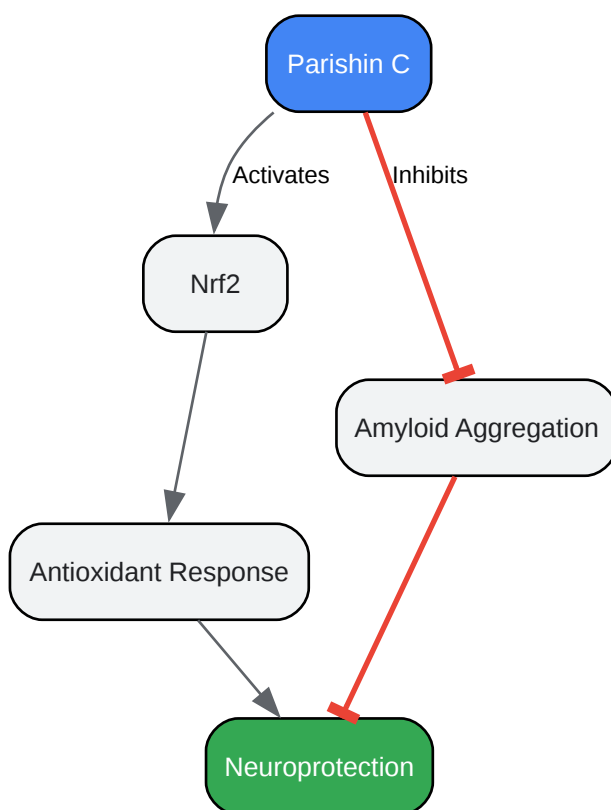 Parishin C
Activates
Inhibits
Nrf2
Amyloid Aggregation
Antioxidant Response
Neuroprotection